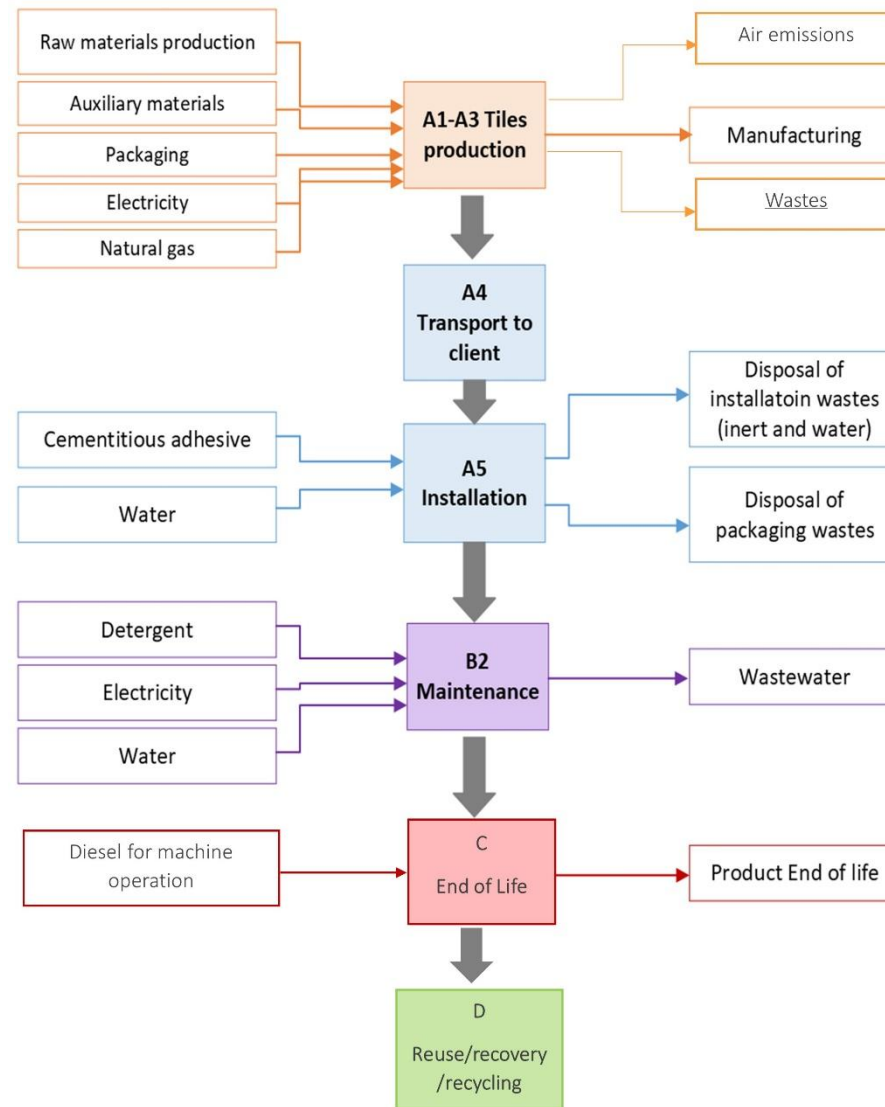 Raw materials production
Auxiliary materials
Packaging
Electricity
Natural gas
A1-A3 Tiles
production
Air emissions
Manufacturing
Wastes
A4
Transport to
client
Cementitious adhesive
Water
A5
Installation
Disposal of
installatoin wastes
(inert and water)
Disposal of
packaging wastes
Detergent
Electricity
Water
B2
Maintenance
Wastewater
Diesel for machine
operation
C
End of Life
Product End of life
D
Reuse/recovery
/recycling